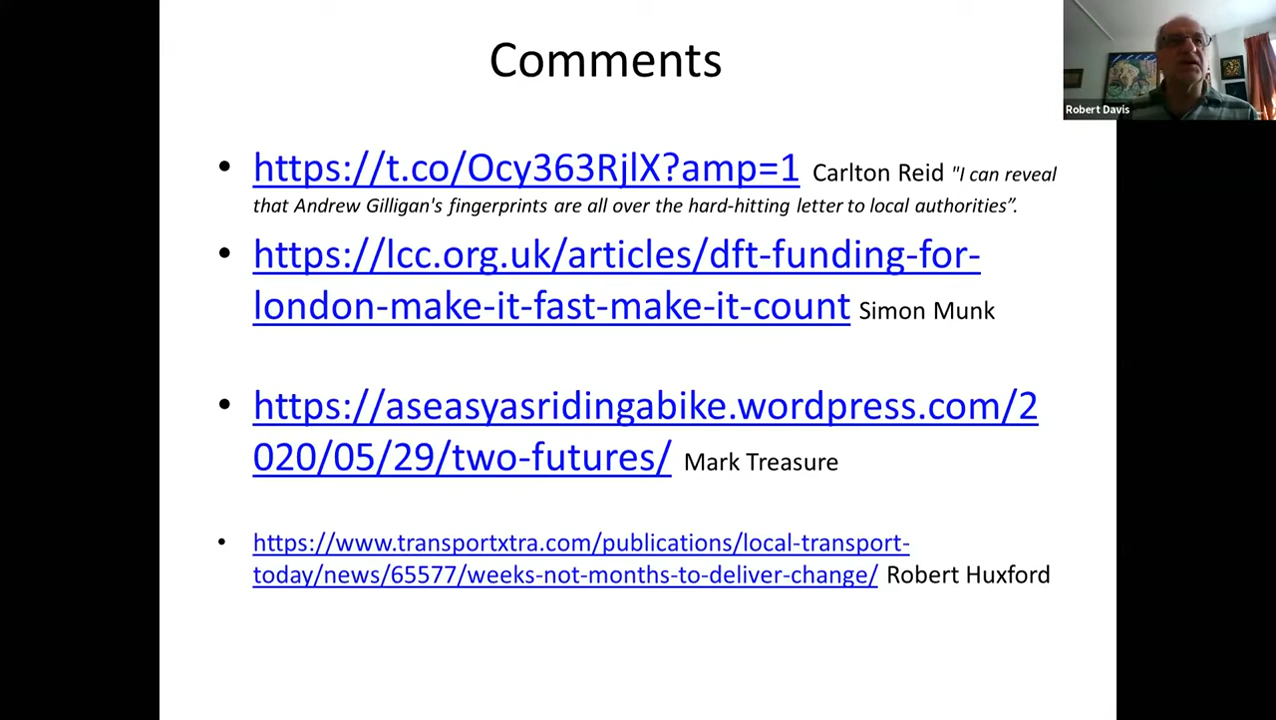 Comments
Robert Davis
• https://t.co/Ocy363RjlX?amp=1 Carlton Reid "I can reveal
that Andrew Gilligan's fingerprints are all over the hard-hitting letter to local authorities”.
• https://lcc.org.uk/articles/dft-funding-for-
london-make-it-fast-make-it-count Simon Munk
• https://aseasyasridingabike.wordpress.com/2
020/05/29/two-futures/ Mark Treasure
• https://www.transportxtra.com/publications/local-transport-
today/news/65577/weeks-not-months-to-deliver-change/ Robert Huxford